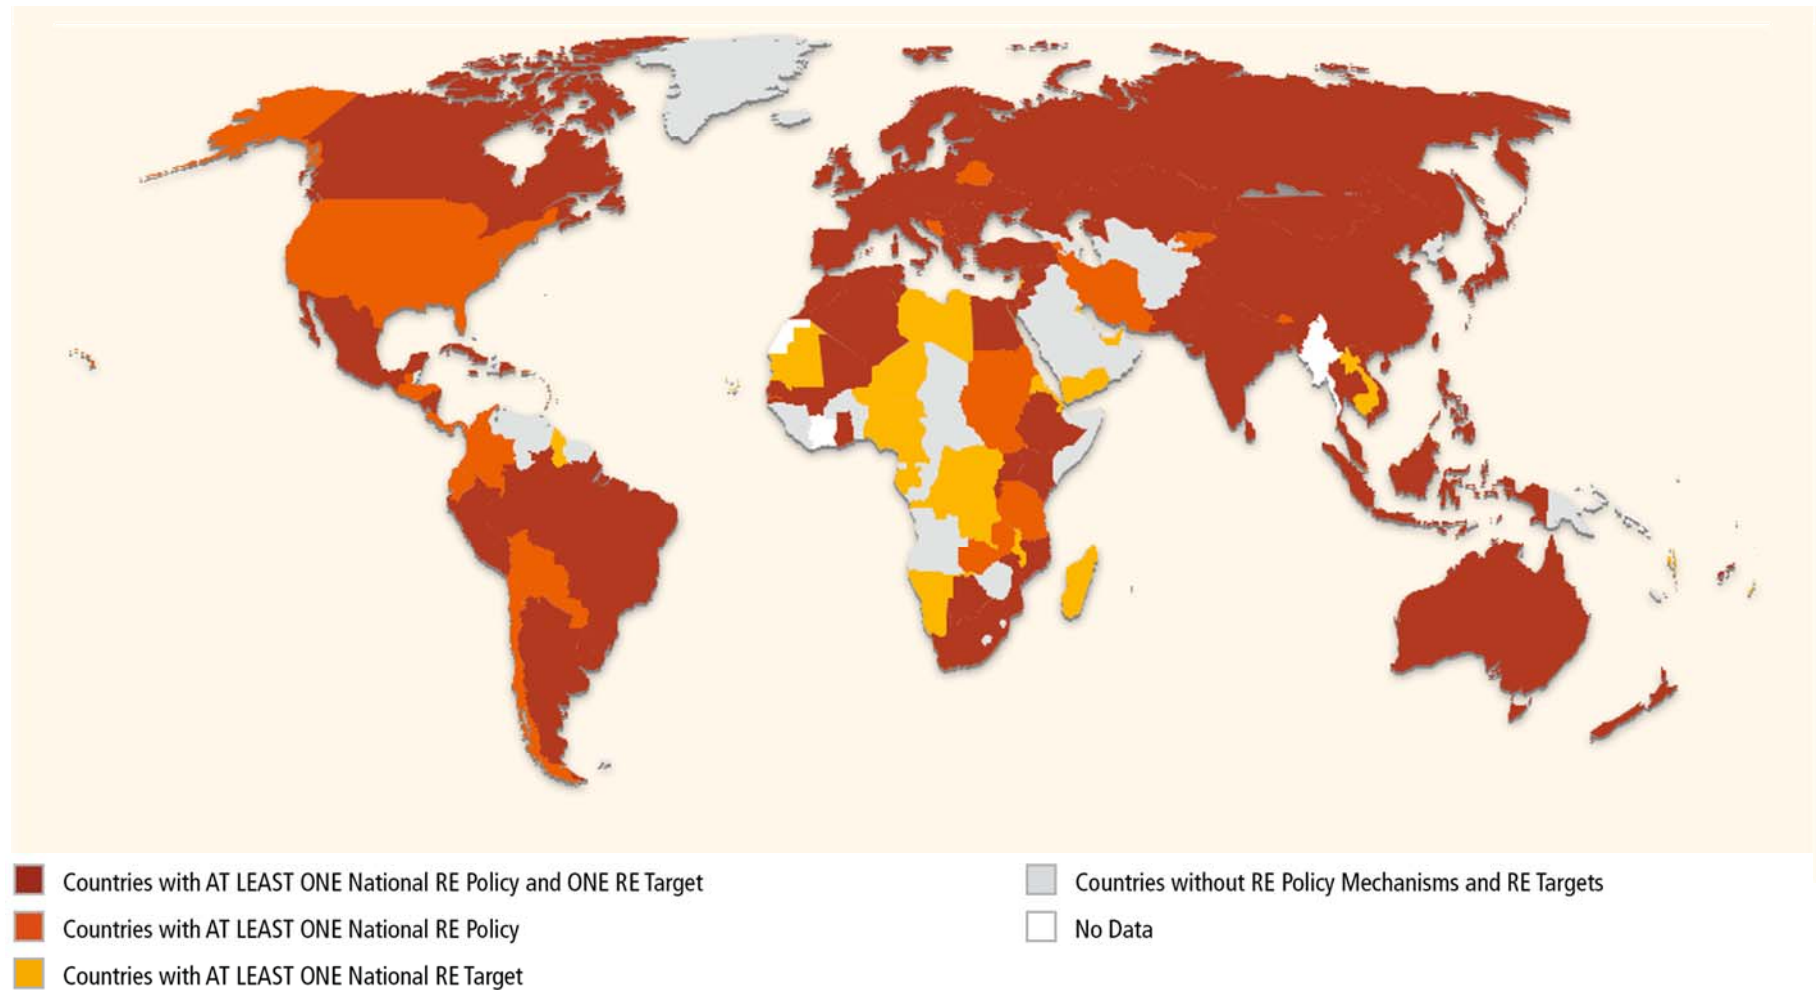 Countries with AT LEAST ONE National RE Policy and ONE RE Target
Countries with AT LEAST ONE National RE Policy
Countries with AT LEAST ONE National RE Target
Countries without RE Policy Mechanisms and RE Targets
No Data